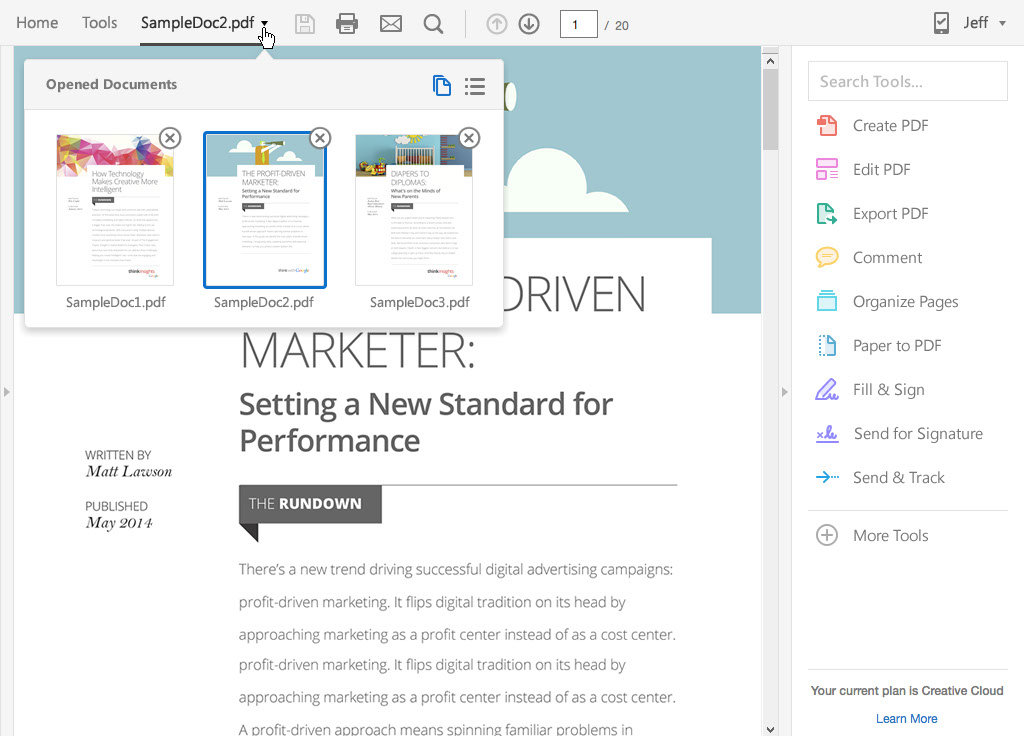 Home Tools SampleDoc2.pdf 1 / 20 Jeff
Opened Documents
How Technology
Makes Creative More
Intelligent
THE PROFIT-DRIVEN
MARKETER:
Setting a New Standard for
Performance
DIAPERS TO
DIPLOMAS:
What's on the Minds of
New Parents
thinkinsights
think with Google
thinkinsights
SampleDoc1.pdf SampleDoc2.pdf SampleDoc3.pdf
DRIVEN
MARKETER:
Setting a New Standard for
Performance
WRITTEN BY
Matt Lawson
PUBLISHED
May 2014
THE RUNDOWN
There's a new trend driving successful digital advertising campaigns:
profit-driven marketing. It flips digital tradition on its head by
approaching marketing as a profit center instead of as a cost center.
profit-driven marketing. It flips digital tradition on its head by
approaching marketing as a profit center instead of as a cost center.
A profit-driven approach means spinning familiar problems in
Search Tools...
Create PDF
Edit PDF
Export PDF
Comment
Organize Pages
Paper to PDF
Fill & Sign
Send for Signature
Send & Track
More Tools
Your current plan is Creative Cloud
Learn More